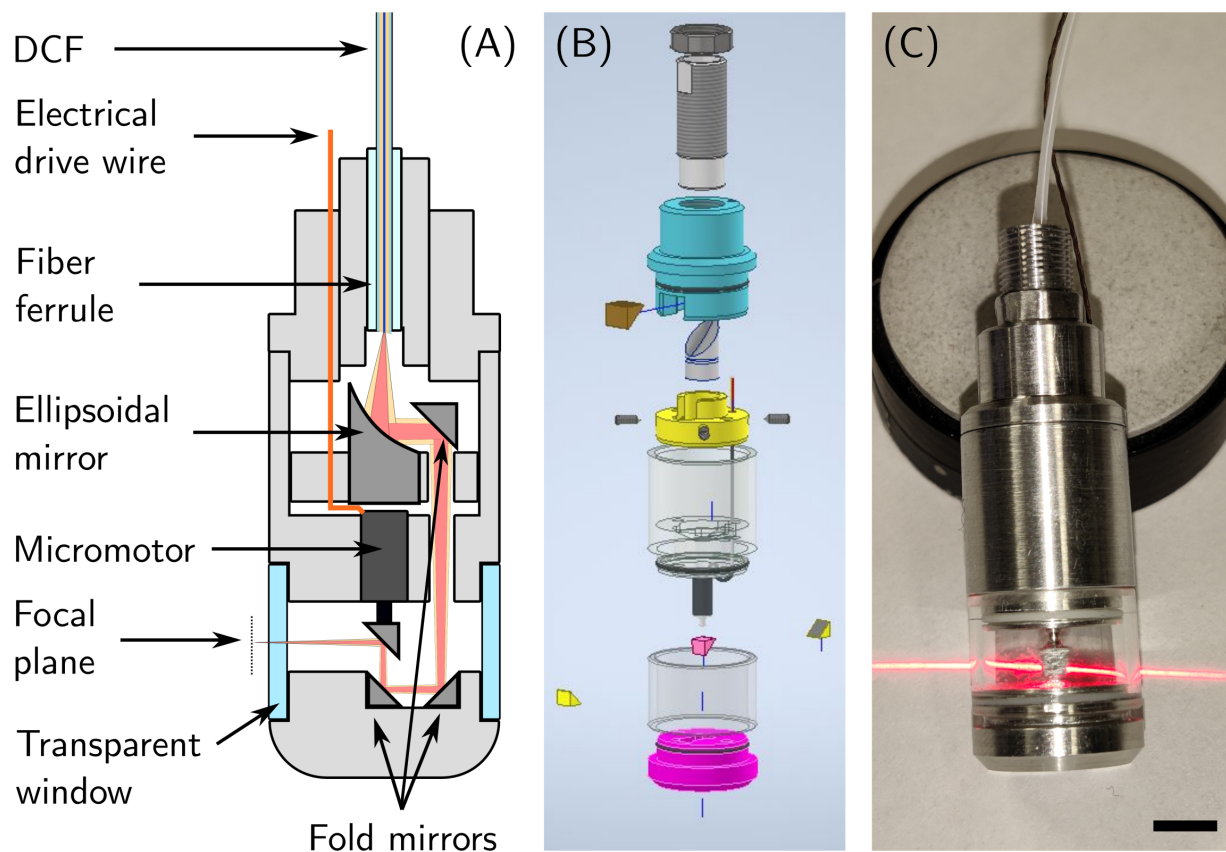 DCF
(A)
(B)
(C)
Electrical
drive wire
Fiber
ferrule
Ellipsoidal
mirror
Micromotor
Focal
plane
Transparent
window
Fold mirrors